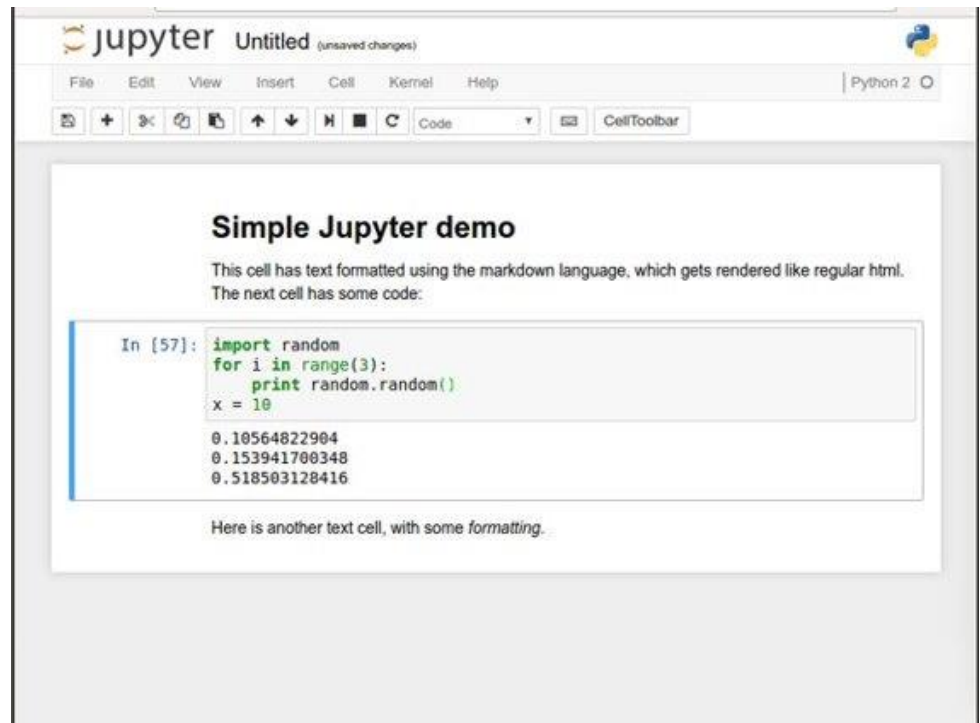 jupyter Untitled (unsaved changes)
File Edit View Insert Cell Kernel Help Python 2
Code CellToolbar
Simple Jupyter demo
This cell has text formatted using the markdown language, which gets rendered like regular html.
The next cell has some code:
In [57]: import random
for i in range(3):
    print random.random()
x = 10
0.10564822904
0.153941700348
0.518503128416
Here is another text cell, with some formatting.